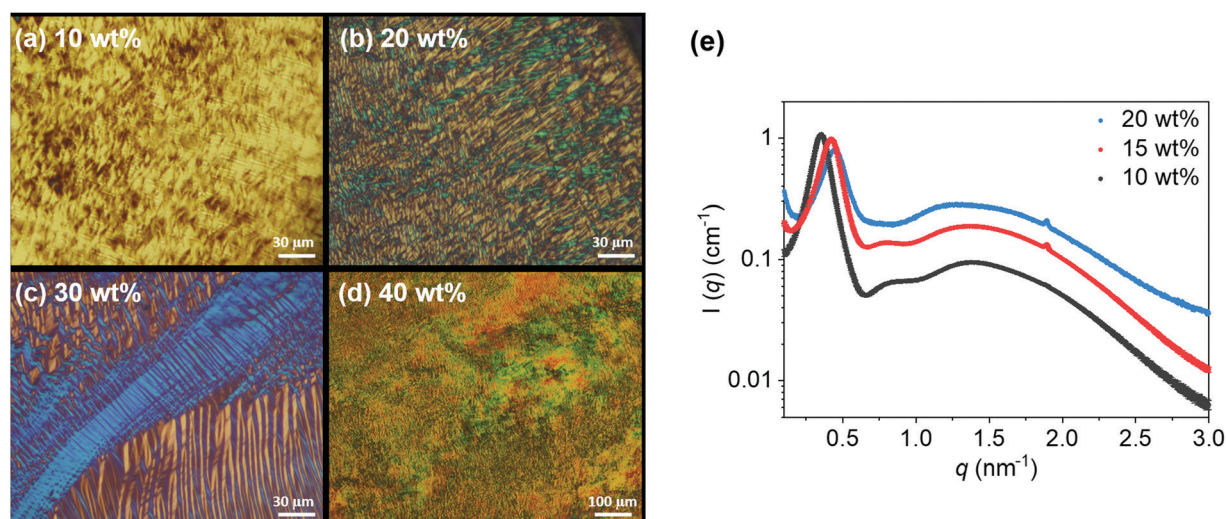 (a) 10 wt%
30 μm
(b) 20 wt%
30 μm
(c) 30 wt%
30 μm
(d) 40 wt%
100 μm
(e)
I (q) (cm⁻¹)
1
0.1
0.01
20 wt%
15 wt%
10 wt%
0.5
1.0
1.5
2.0
2.5
3.0
q (nm⁻¹)